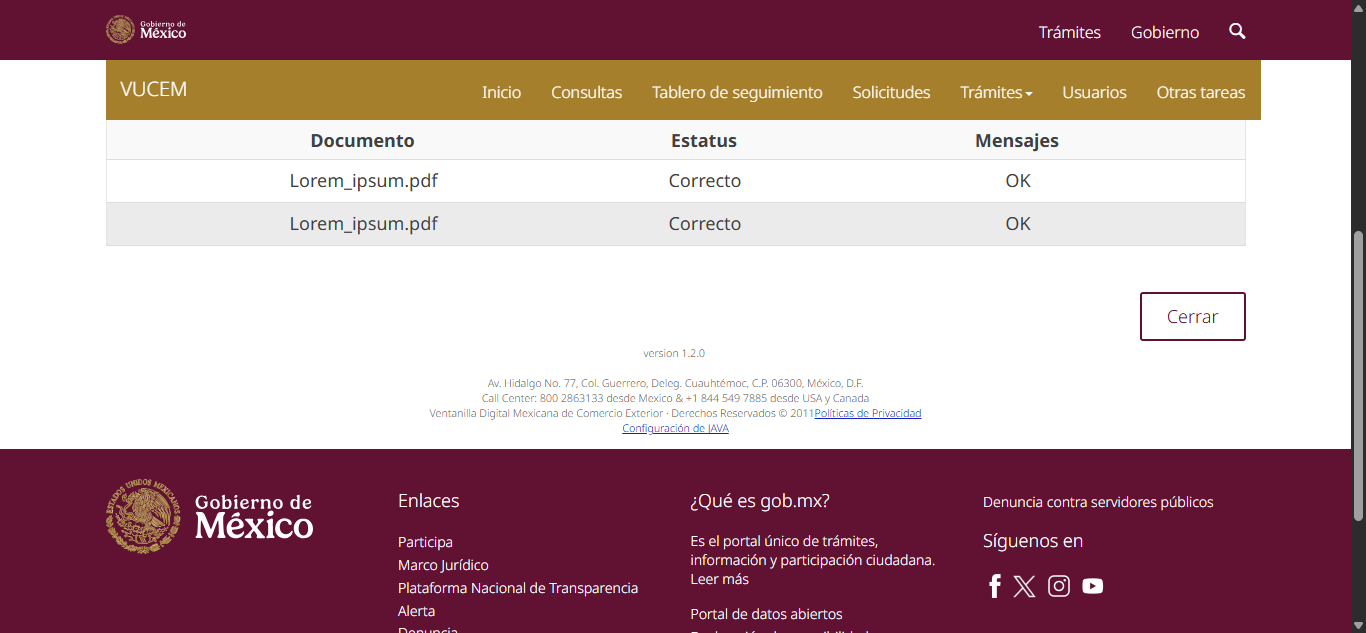 Gobierno de
México
Trámites Gobierno
VUCEM
Inicio Consultas Tablero de seguimiento Solicitudes Trámites Usuarios Otras tareas
Documento Estatus Mensajes
Lorem_ipsum.pdf Correcto OK
Lorem_ipsum.pdf Correcto OK
Cerrar
version 1.2.0
Av. Hidalgo No. 77, Col. Guerrero, Deleg. Cuauhtémoc, C.P. 06300, México, D.F.
Call Center: 800 2863133 desde Mexico & +1 844 549 7885 desde USA y Canada
Ventanilla Digital Mexicana de Comercio Exterior · Derechos Reservados © 2011Políticas de Privacidad
Configuración de JAVA
ESTADOS UNIDOS MEXICANOS
Gobierno de
México
Enlaces
Participa
Marco Jurídico
Plataforma Nacional de Transparencia
Alerta
Denuncia
¿Qué es gob.mx?
Es el portal único de trámites,
información y participación ciudadana.
Leer más
Portal de datos abiertos
Denuncia contra servidores públicos
Síguenos en